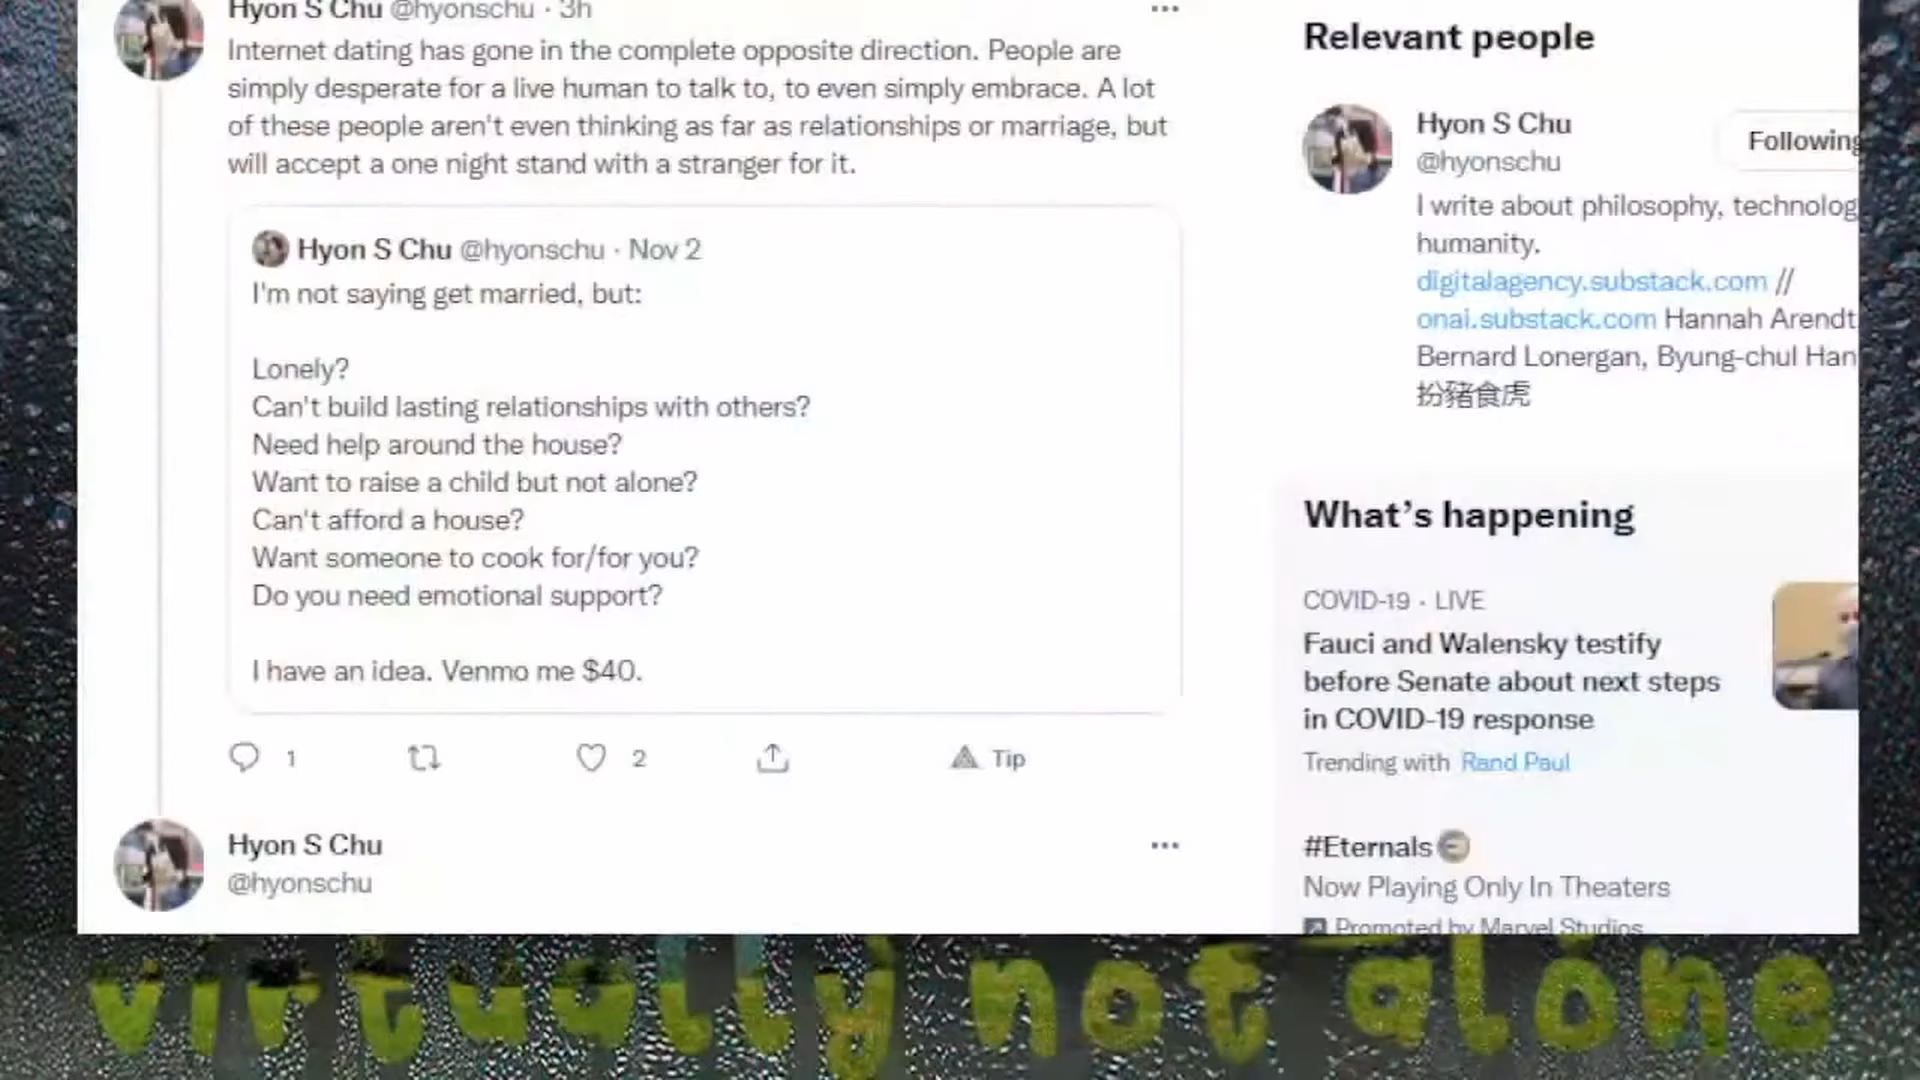 Hyon S Chu @hyonschu · 3h
Internet dating has gone in the complete opposite direction. People are
simply desperate for a live human to talk to, to even simply embrace. A lot
of these people aren't even thinking as far as relationships or marriage, but
will accept a one night stand with a stranger for it.
Hyon S Chu @hyonschu · Nov 2
I'm not saying get married, but:
Lonely?
Can't build lasting relationships with others?
Need help around the house?
Want to raise a child but not alone?
Can't afford a house?
Want someone to cook for/for you?
Do you need emotional support?
I have an idea. Venmo me $40.
1
2
Tip
Hyon S Chu
@hyonschu
Relevant people
Hyon S Chu
@hyonschu
Following
I write about philosophy, technolog
humanity.
digitalagency.substack.com //
onai.substack.com Hannah Arendt
Bernard Lonergan, Byung-chul Han
扮豬食虎
What's happening
COVID-19 · LIVE
Fauci and Walensky testify
before Senate about next steps
in COVID-19 response
Trending with Rand Paul
#Eternals
Now Playing Only In Theaters
Promoted by Marvel Studios
virtually not alone